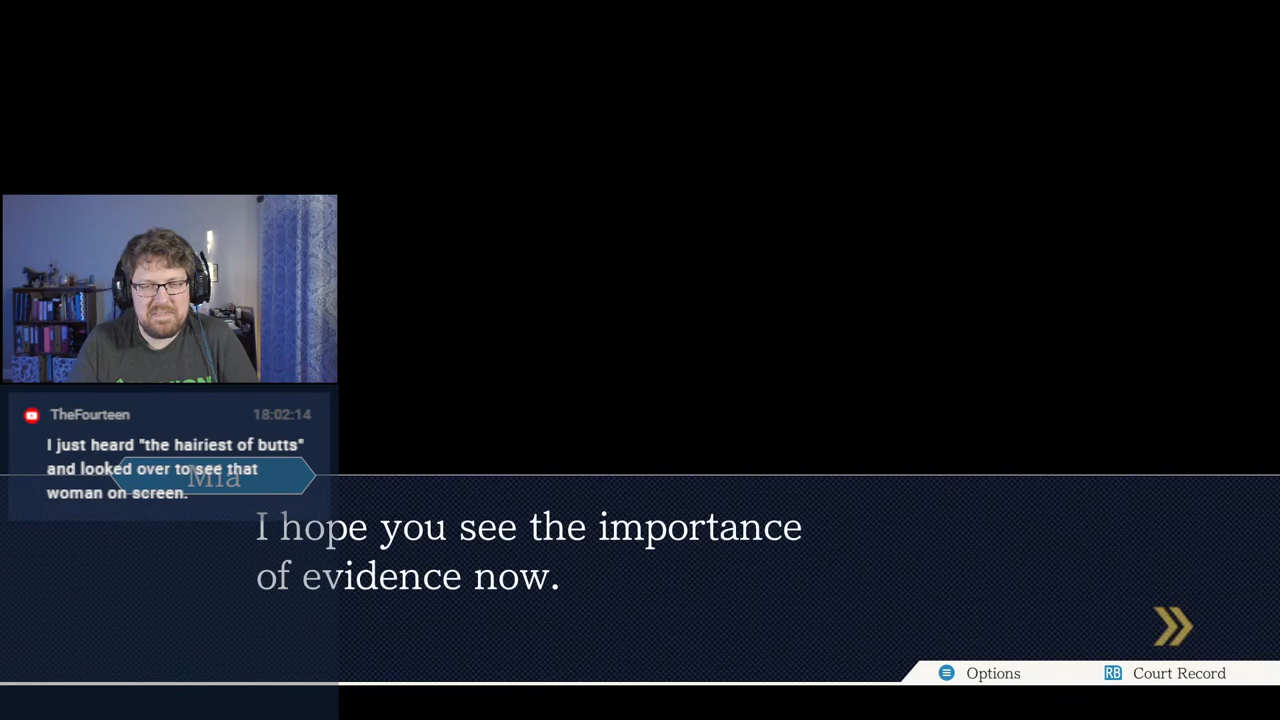 TheFourteen 18:02:14
I just heard "the hairiest of butts"
and looked over to see that
woman on screen.
Mia
I hope you see the importance
of evidence now.
Options
RB Court Record